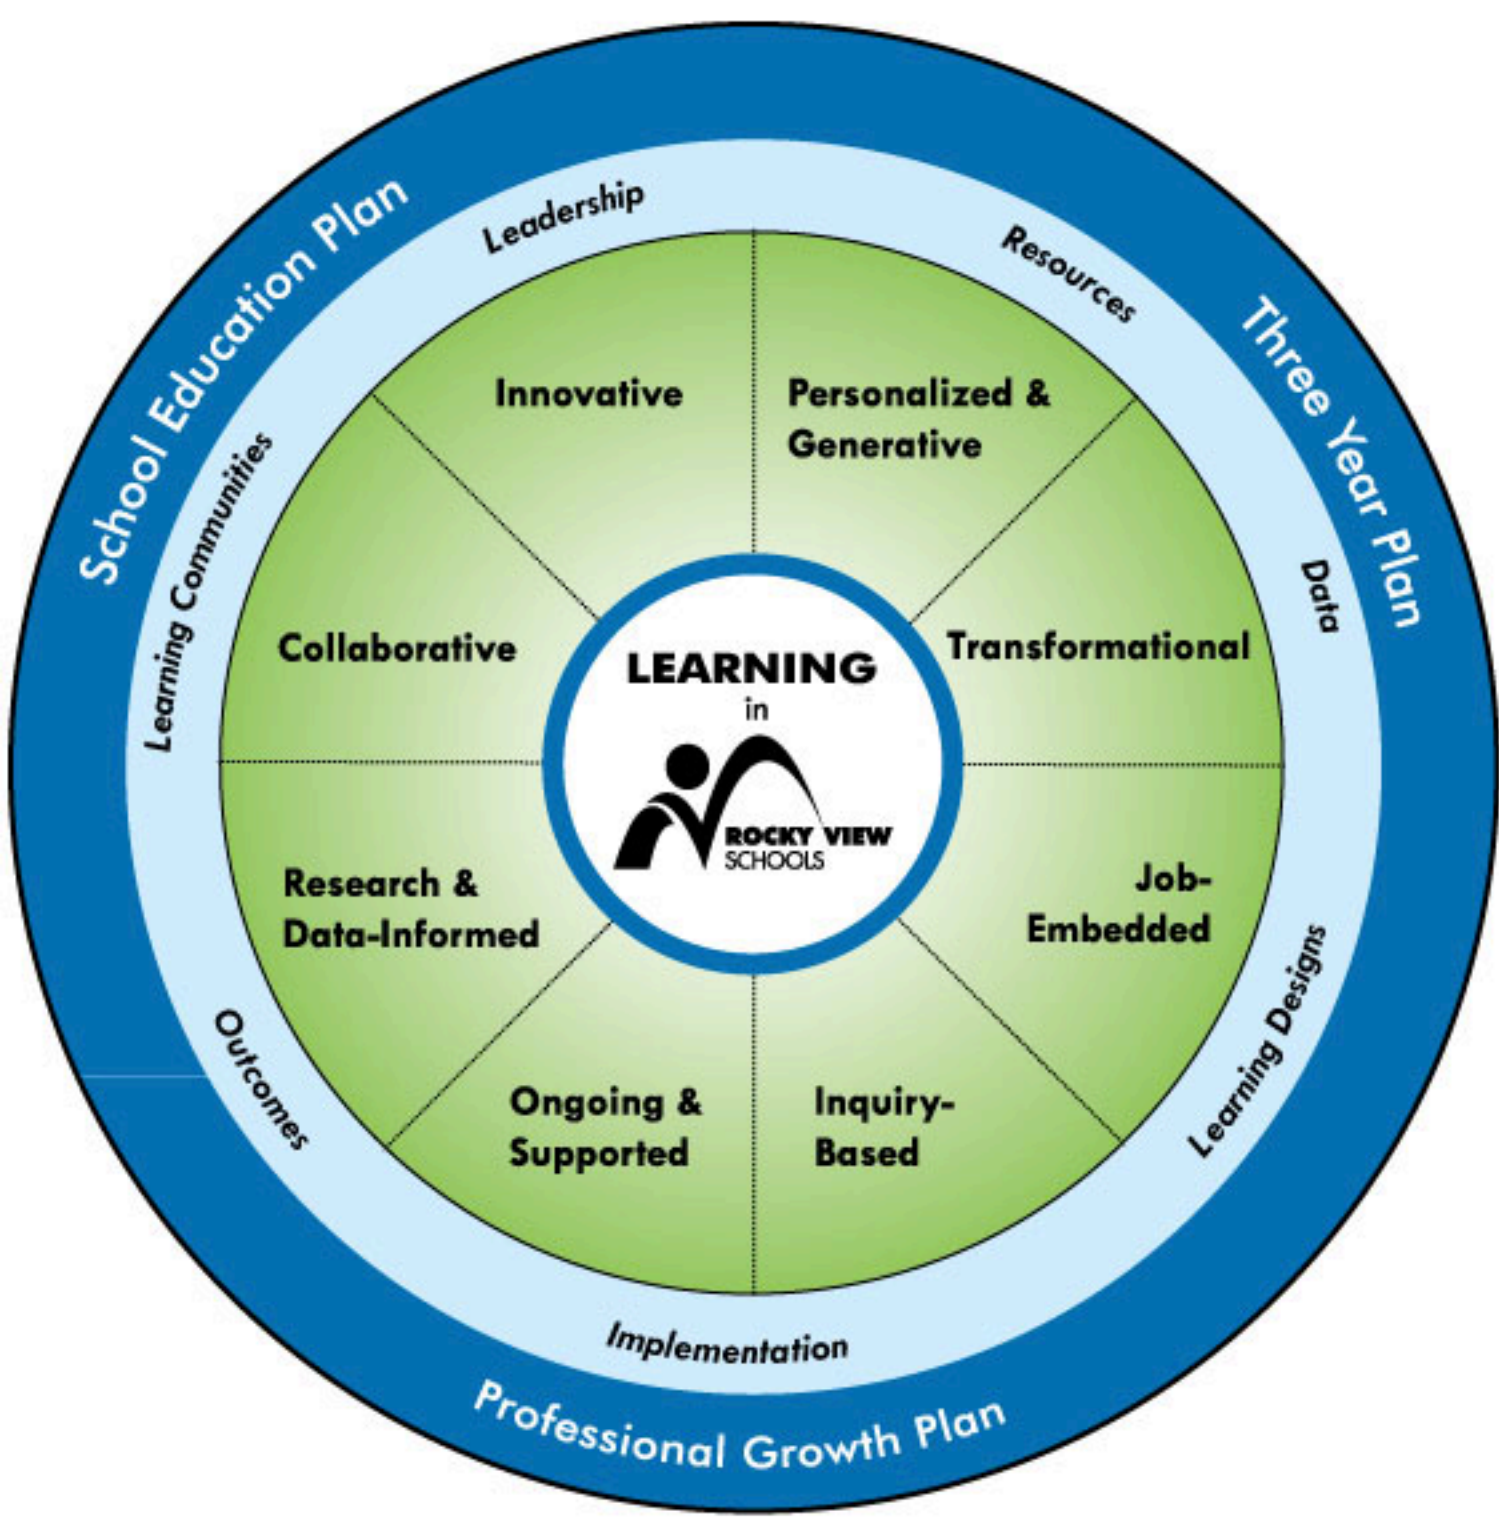 School Education Plan
Three Year Plan
Professional Growth Plan
Leadership
Resources
Data
Learning Designs
Implementation
Outcomes
Learning Communities
Innovative
Personalized &
Generative
Transformational
Job-
Embedded
Inquiry-
Based
Ongoing &
Supported
Research &
Data-Informed
Collaborative
LEARNING
in
ROCKY VIEW
SCHOOLS